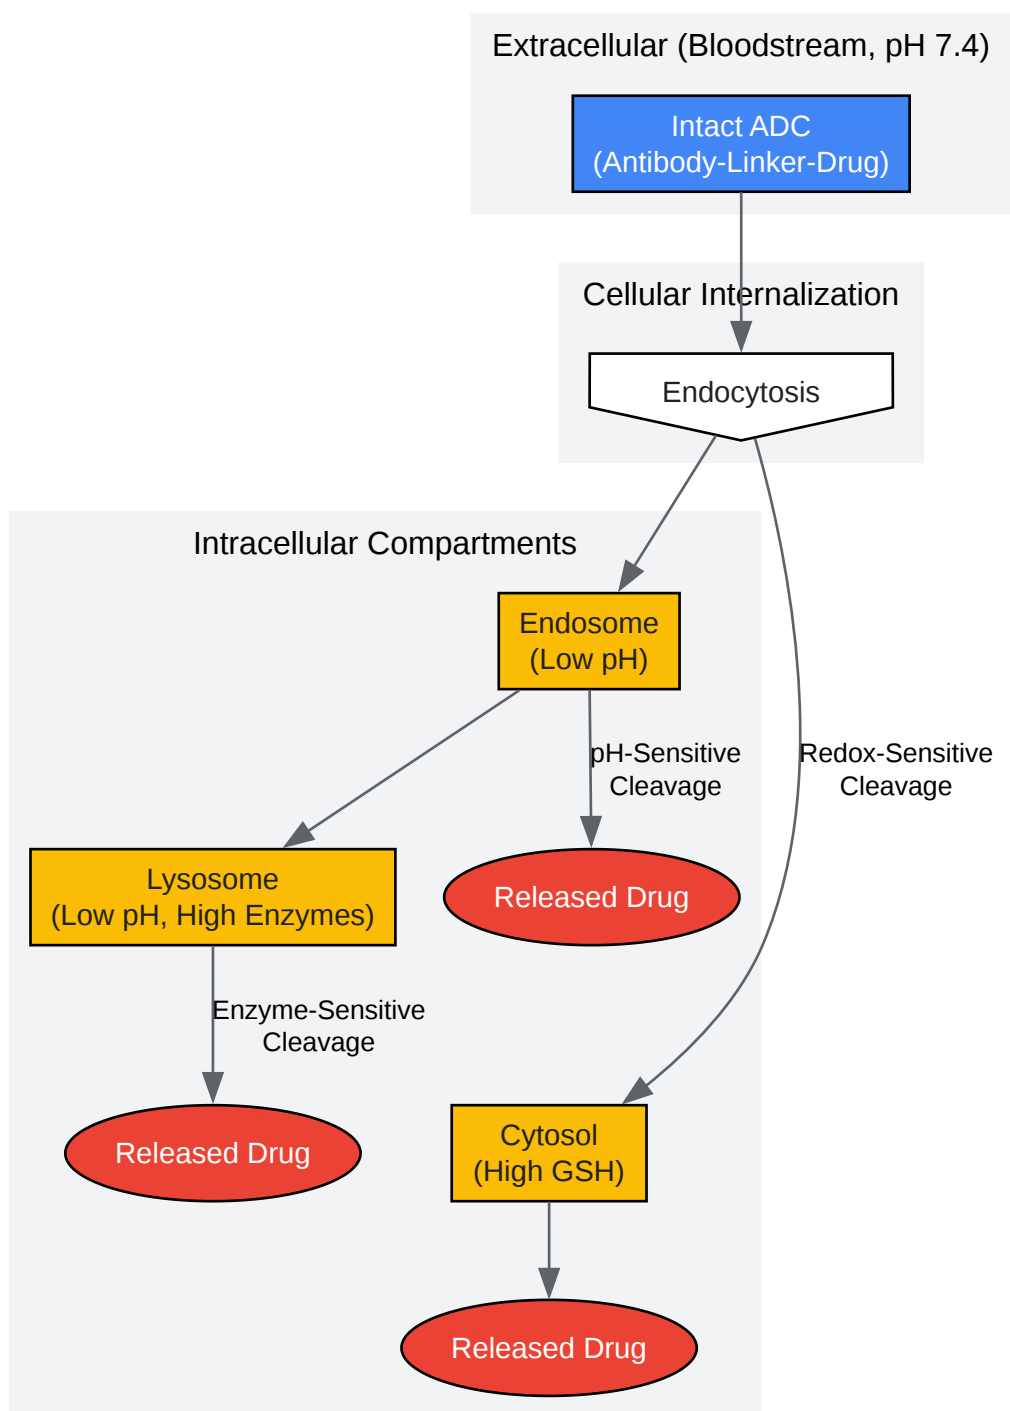 Extracellular (Bloodstream, pH 7.4)
Intact ADC
(Antibody-Linker-Drug)
Cellular Internalization
Endocytosis
Intracellular Compartments
Endosome
(Low pH)
pH-Sensitive
Cleavage
Redox-Sensitive
Cleavage
Lysosome
(Low pH, High Enzymes)
Released Drug
Enzyme-Sensitive
Cleavage
Released Drug
Cytosol
(High GSH)
Released Drug